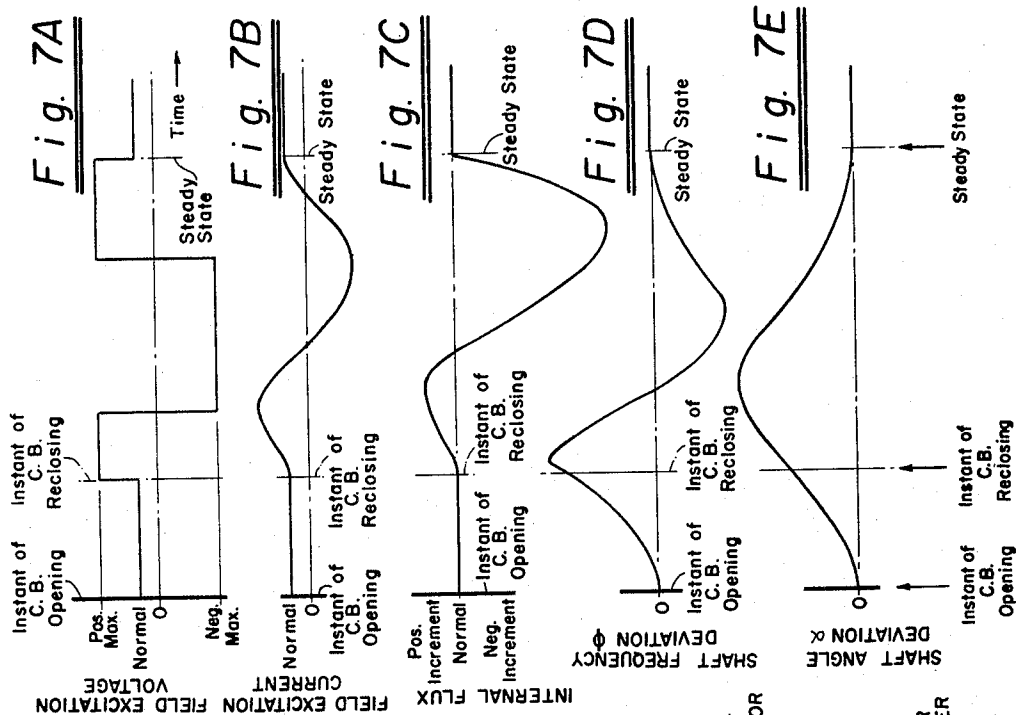 Fig. 7A
Instant of
C. B.
Opening
Instant of
C. B.
Reclosing
FIELD EXCITATION
VOLTAGE
Pos.
Max.
Normal
O
Neg.
Max.
Time
Steady
State
Fig. 7B
FIELD EXCITATION
CURRENT
Normal
O
Instant of
C. B.
Opening
Instant of
C. B.
Reclosing
Steady State
Fig. 7C
INTERNAL FLUX
Pos.
Increment
Normal
Neg.
Increment
Instant of
C. B.
Opening
Instant of
C. B.
Reclosing
Steady State
Fig. 7D
SHAFT FREQUENCY
DEVIATION ϕ
O
Instant of
C. B.
Opening
Instant of
C. B.
Reclosing
Steady State
Fig. 7E
SHAFT ANGLE
DEVIATION α
O
Instant of
C.B.
Opening
Instant of
C. B.
Reclosing
Steady State
OR
R
ER